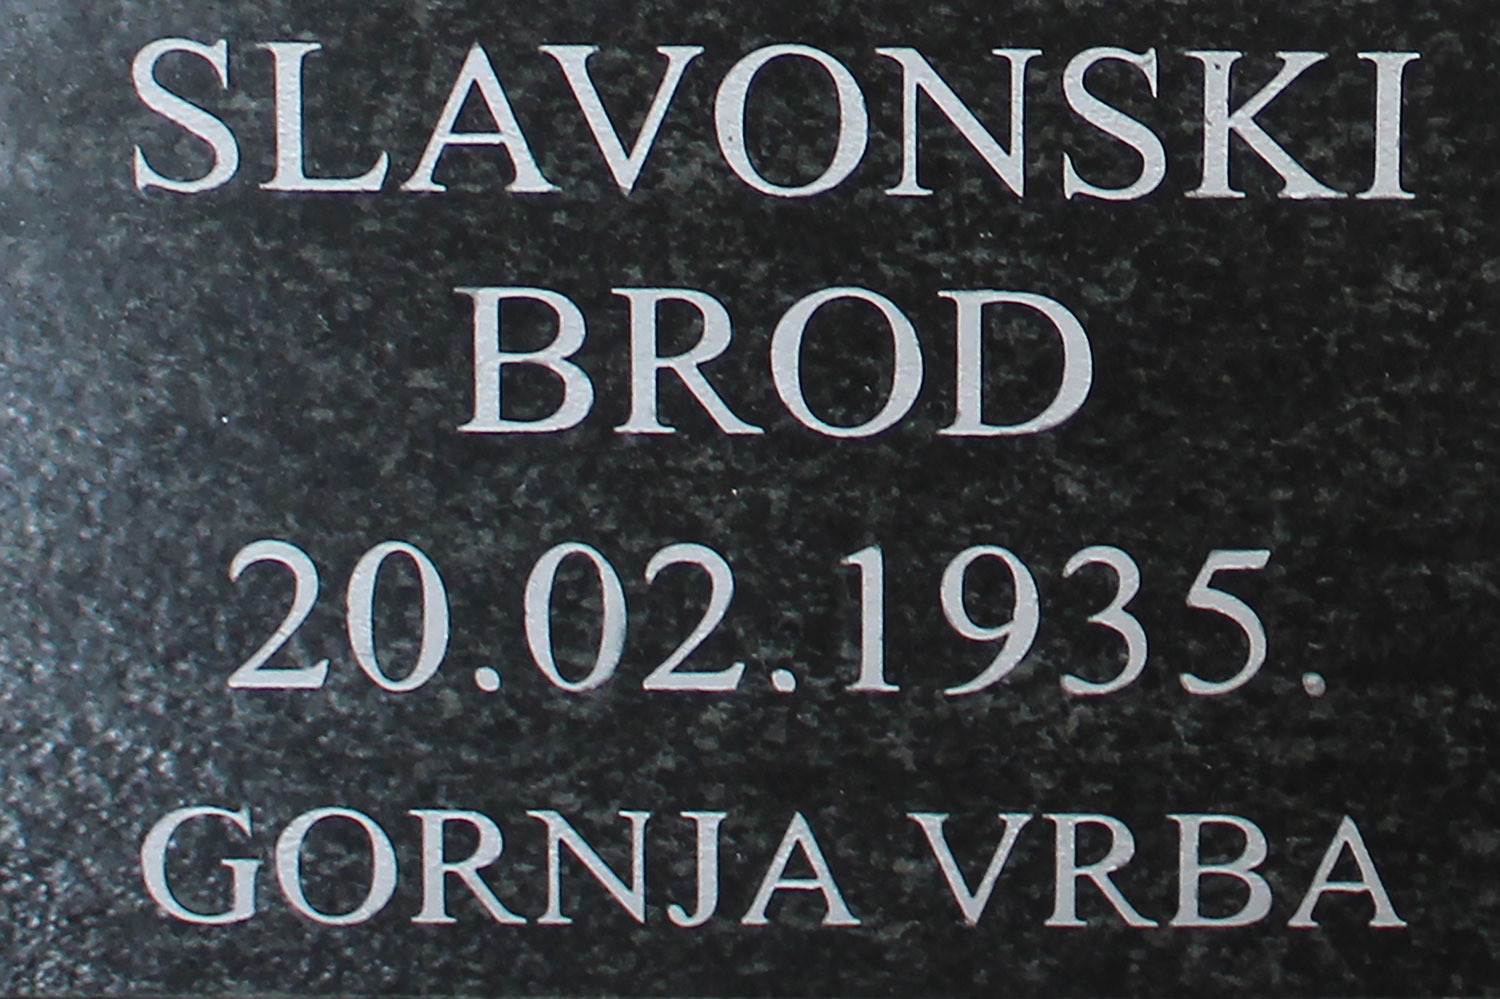 SLAVONSKI
BROD
20.02.1935.
GORNJA VRBA